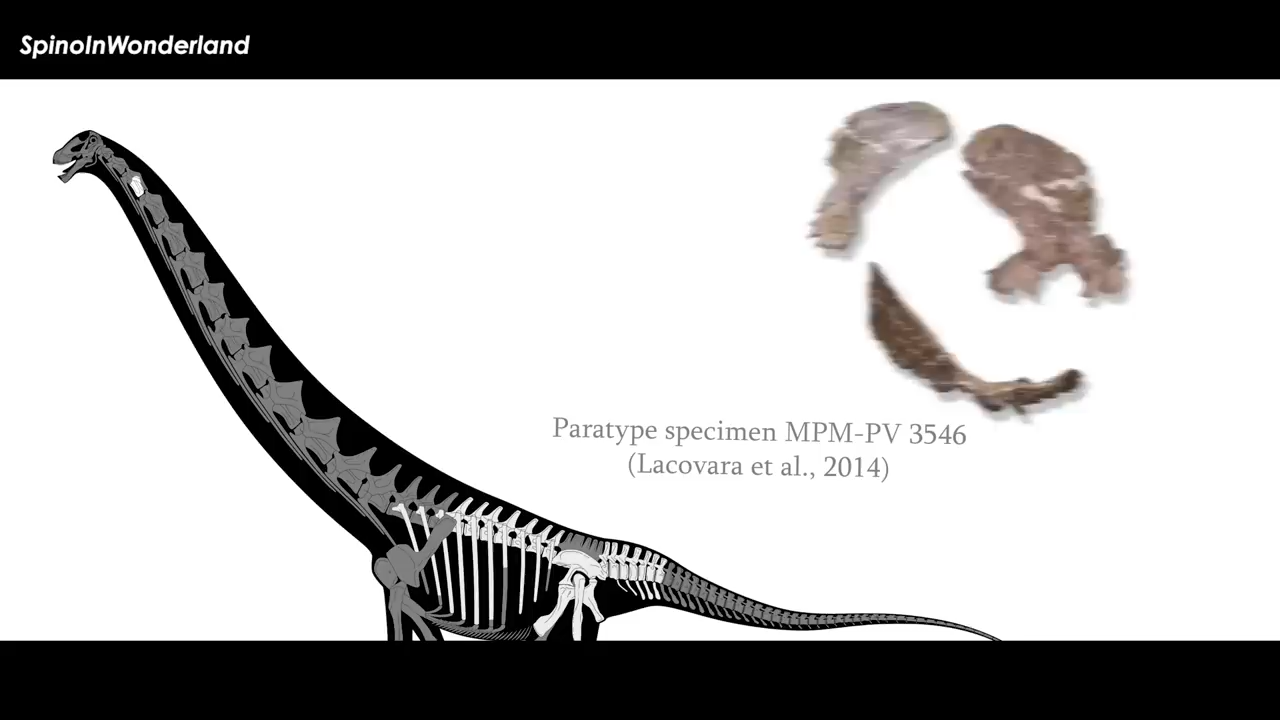 SpinoInWonderland
Paratype specimen MPM-PV 3546
(Lacovara et al., 2014)